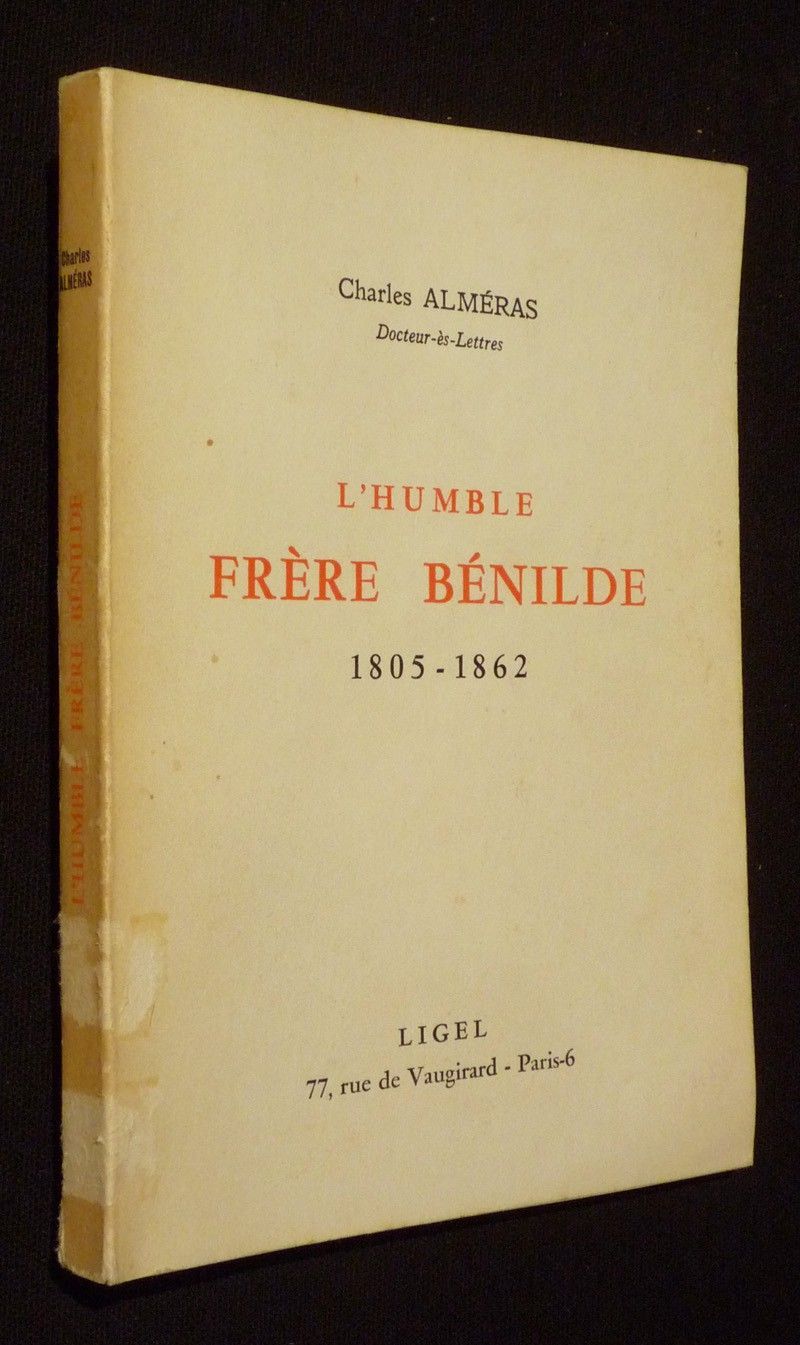 Charles ALMÉRAS
Docteur-ès-Lettres
L'HUMBLE
FRÈRE BÉNILDE
1805-1862
LIGEL
77, rue de Vaugirard - Paris-6
Charles
ALMÉRAS
L'HUMBLE FRÈRE BÉNILDE